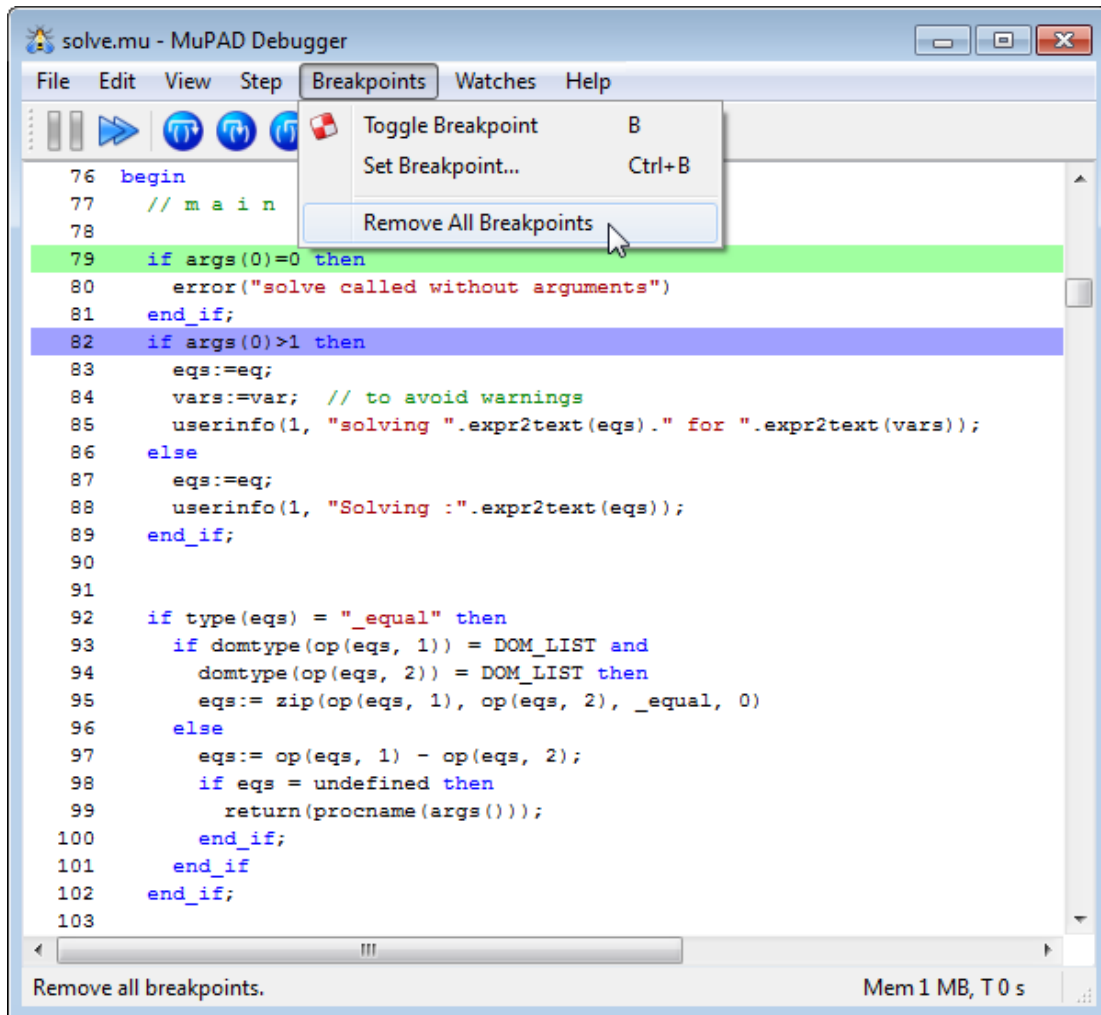 solve.mu - MuPAD Debugger
File Edit View Step Breakpoints Watches Help
Toggle Breakpoint B
Set Breakpoint... Ctrl+B
Remove All Breakpoints
76 begin
77 // m a i n
78
79 if args(0)=0 then
80 error("solve called without arguments")
81 end_if;
82 if args(0)>1 then
83 eqs:=eq;
84 vars:=var; // to avoid warnings
85 userinfo(1, "solving ".expr2text(eqs)." for ".expr2text(vars));
86 else
87 eqs:=eq;
88 userinfo(1, "Solving :".expr2text(eqs));
89 end_if;
90
91
92 if type(eqs) = "_equal" then
93 if domtype(op(eqs, 1)) = DOM_LIST and
94 domtype(op(eqs, 2)) = DOM_LIST then
95 eqs:= zip(op(eqs, 1), op(eqs, 2), _equal, 0)
96 else
97 eqs:= op(eqs, 1) - op(eqs, 2);
98 if eqs = undefined then
99 return(procname(args()));
100 end_if;
101 end_if
102 end_if;
103
Remove all breakpoints. Mem 1 MB, T 0 s